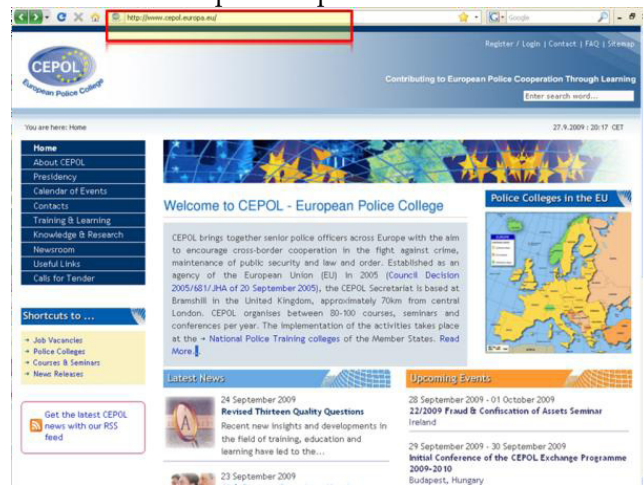 http://www.cepol.europa.eu/
Google
Register / Login | Contact | FAQ | Sitemap
CEPOL
European Police College
Contributing to European Police Cooperation Through Learning
Enter search word...
You are here: Home
27.9.2009 | 20:17 CET
Home
About CEPOL
Presidency
Calendar of Events
Contacts
Training & Learning
Knowledge & Research
Newsroom
Useful Links
Calls for Tender
Shortcuts to ...
Job Vacancies
Police Colleges
Courses & Seminars
News Releases
Get the latest CEPOL
news with our RSS
feed
Welcome to CEPOL - European Police College
CEPOL brings together senior police officers across Europe with the aim
to encourage cross-border cooperation in the fight against crime,
maintenance of public security and law and order. Established as an
agency of the European Union (EU) in 2005 (Council Decision
2005/681/JHA of 20 September 2005), the CEPOL Secretariat is based at
Bramshill in the United Kingdom, approximately 70km from central
London. CEPOL organises between 80-100 courses, seminars and
conferences per year. The implementation of the activities takes place
at the → National Police Training colleges of the Member States. Read
More.
Police Colleges in the EU
Latest News
24 September 2009
Revised Thirteen Quality Questions
Recent new insights and developments in
the field of training, education and
learning have led to the...
23 September 2009
Upcoming Events
28 September 2009 - 01 October 2009
22/2009 Fraud & Confiscation of Assets Seminar
Ireland
29 September 2009 - 30 September 2009
Initial Conference of the CEPOL Exchange Programme
2009-2010
Budapest, Hungary